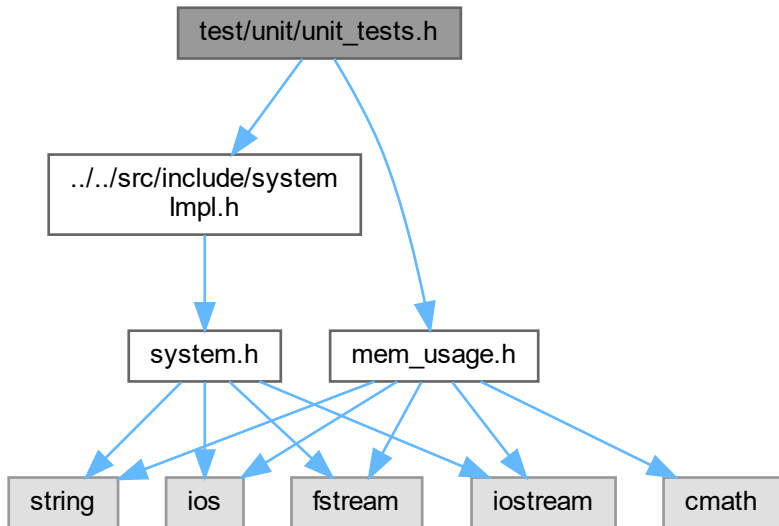 test/unit/unit_tests.h
../../src/include/system
Impl.h
system.h
mem_usage.h
string
ios
fstream
iostream
cmath